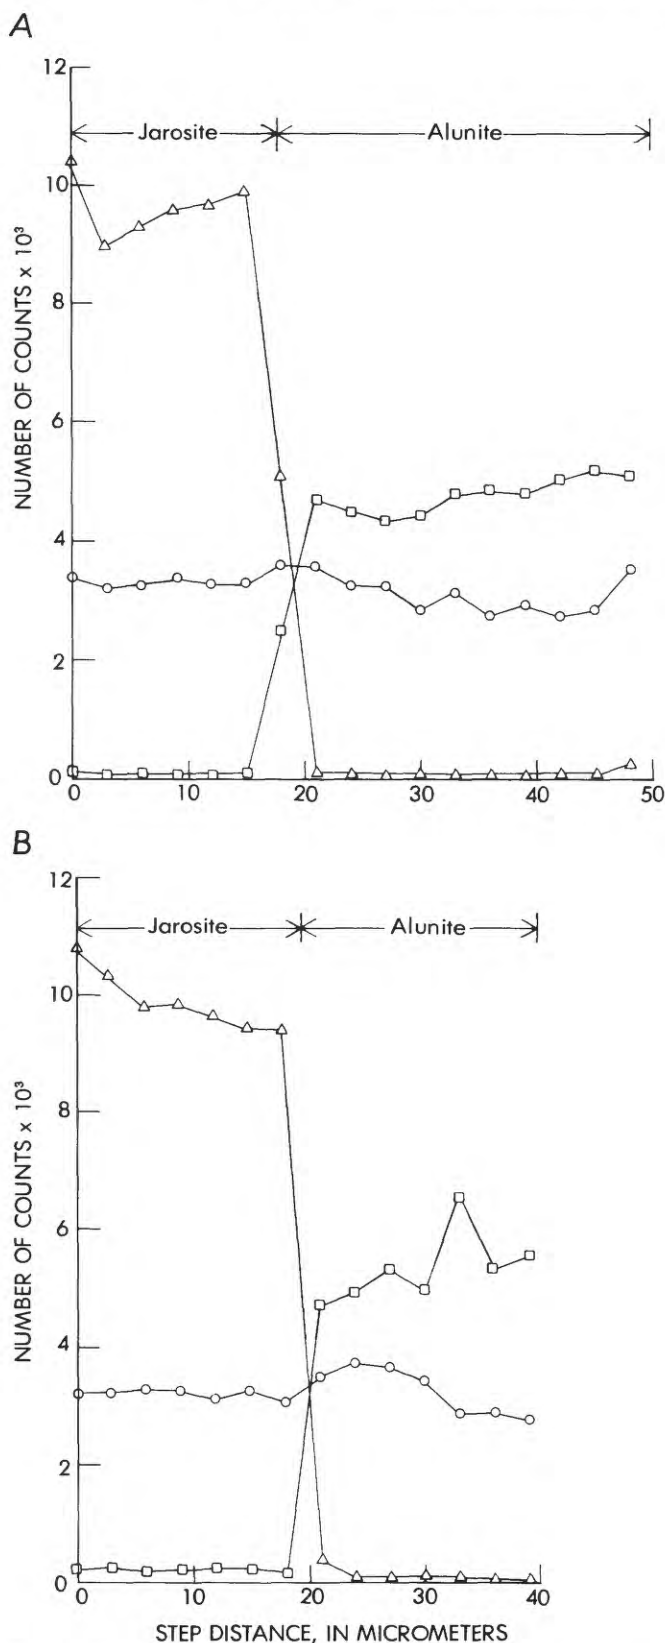 A
12
Jarosite
Alunite
10
8
6
4
2
0
NUMBER OF COUNTS x 10³
0 10 20 30 40 50
B
12
Jarosite
Alunite
10
8
6
4
2
0
NUMBER OF COUNTS x 10³
0 10 20 30 40
STEP DISTANCE, IN MICROMETERS